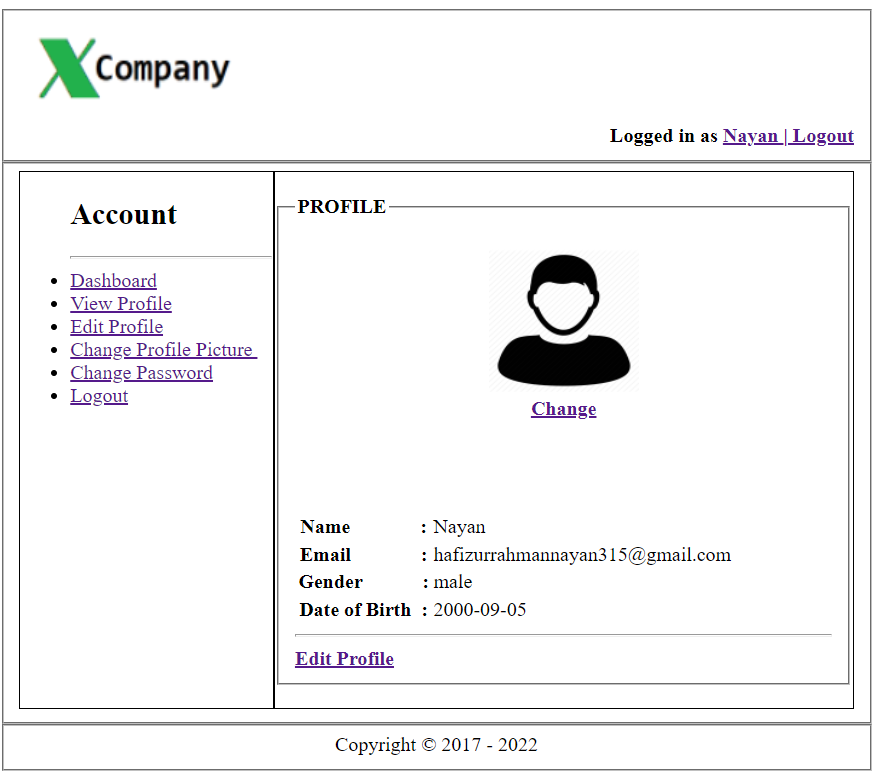 XCompany
Logged in as Nayan | Logout
Account
Dashboard
View Profile
Edit Profile
Change Profile Picture
Change Password
Logout
PROFILE
Change
Name : Nayan
Email : hafizurrahmannayan315@gmail.com
Gender : male
Date of Birth : 2000-09-05
Edit Profile
Copyright © 2017 - 2022